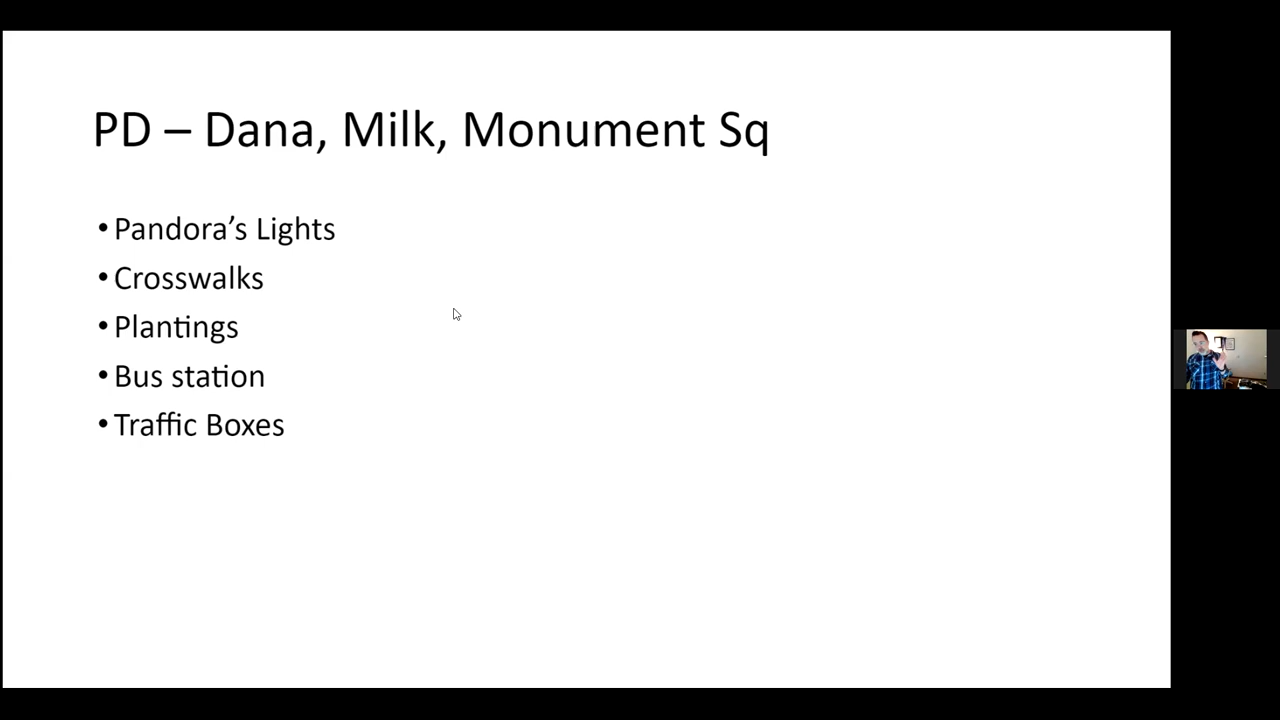 PD – Dana, Milk, Monument Sq
•Pandora’s Lights
•Crosswalks
•Plantings
•Bus station
•Traffic Boxes